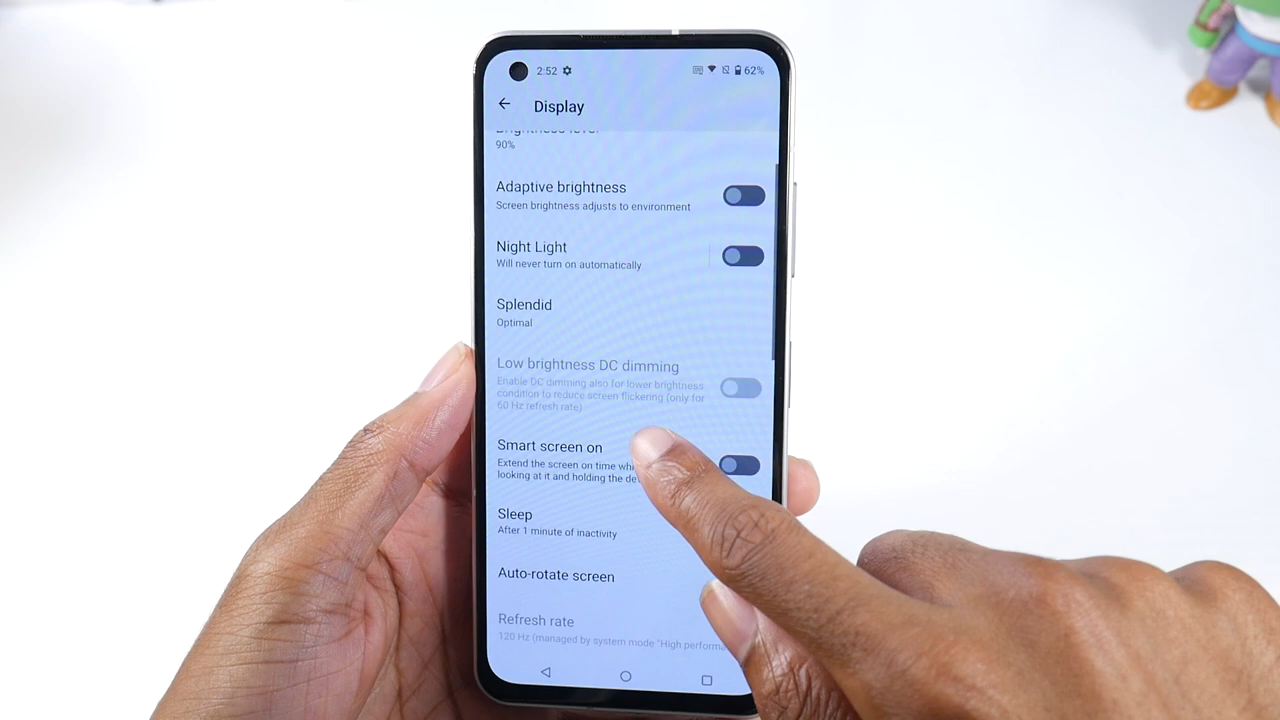 2:52
62%
Display
Brightness level
90%
Adaptive brightness
Screen brightness adjusts to environment
Night Light
Will never turn on automatically
Splendid
Optimal
Low brightness DC dimming
Enable DC dimming also for lower brightness
condition to reduce screen flickering (only for
60 Hz refresh rate)
Smart screen on
Extend the screen on time
looking at it and holding the
Sleep
After 1 minute of inactivity
Auto-rotate screen
Refresh rate
120 Hz (managed by system mode "High performa